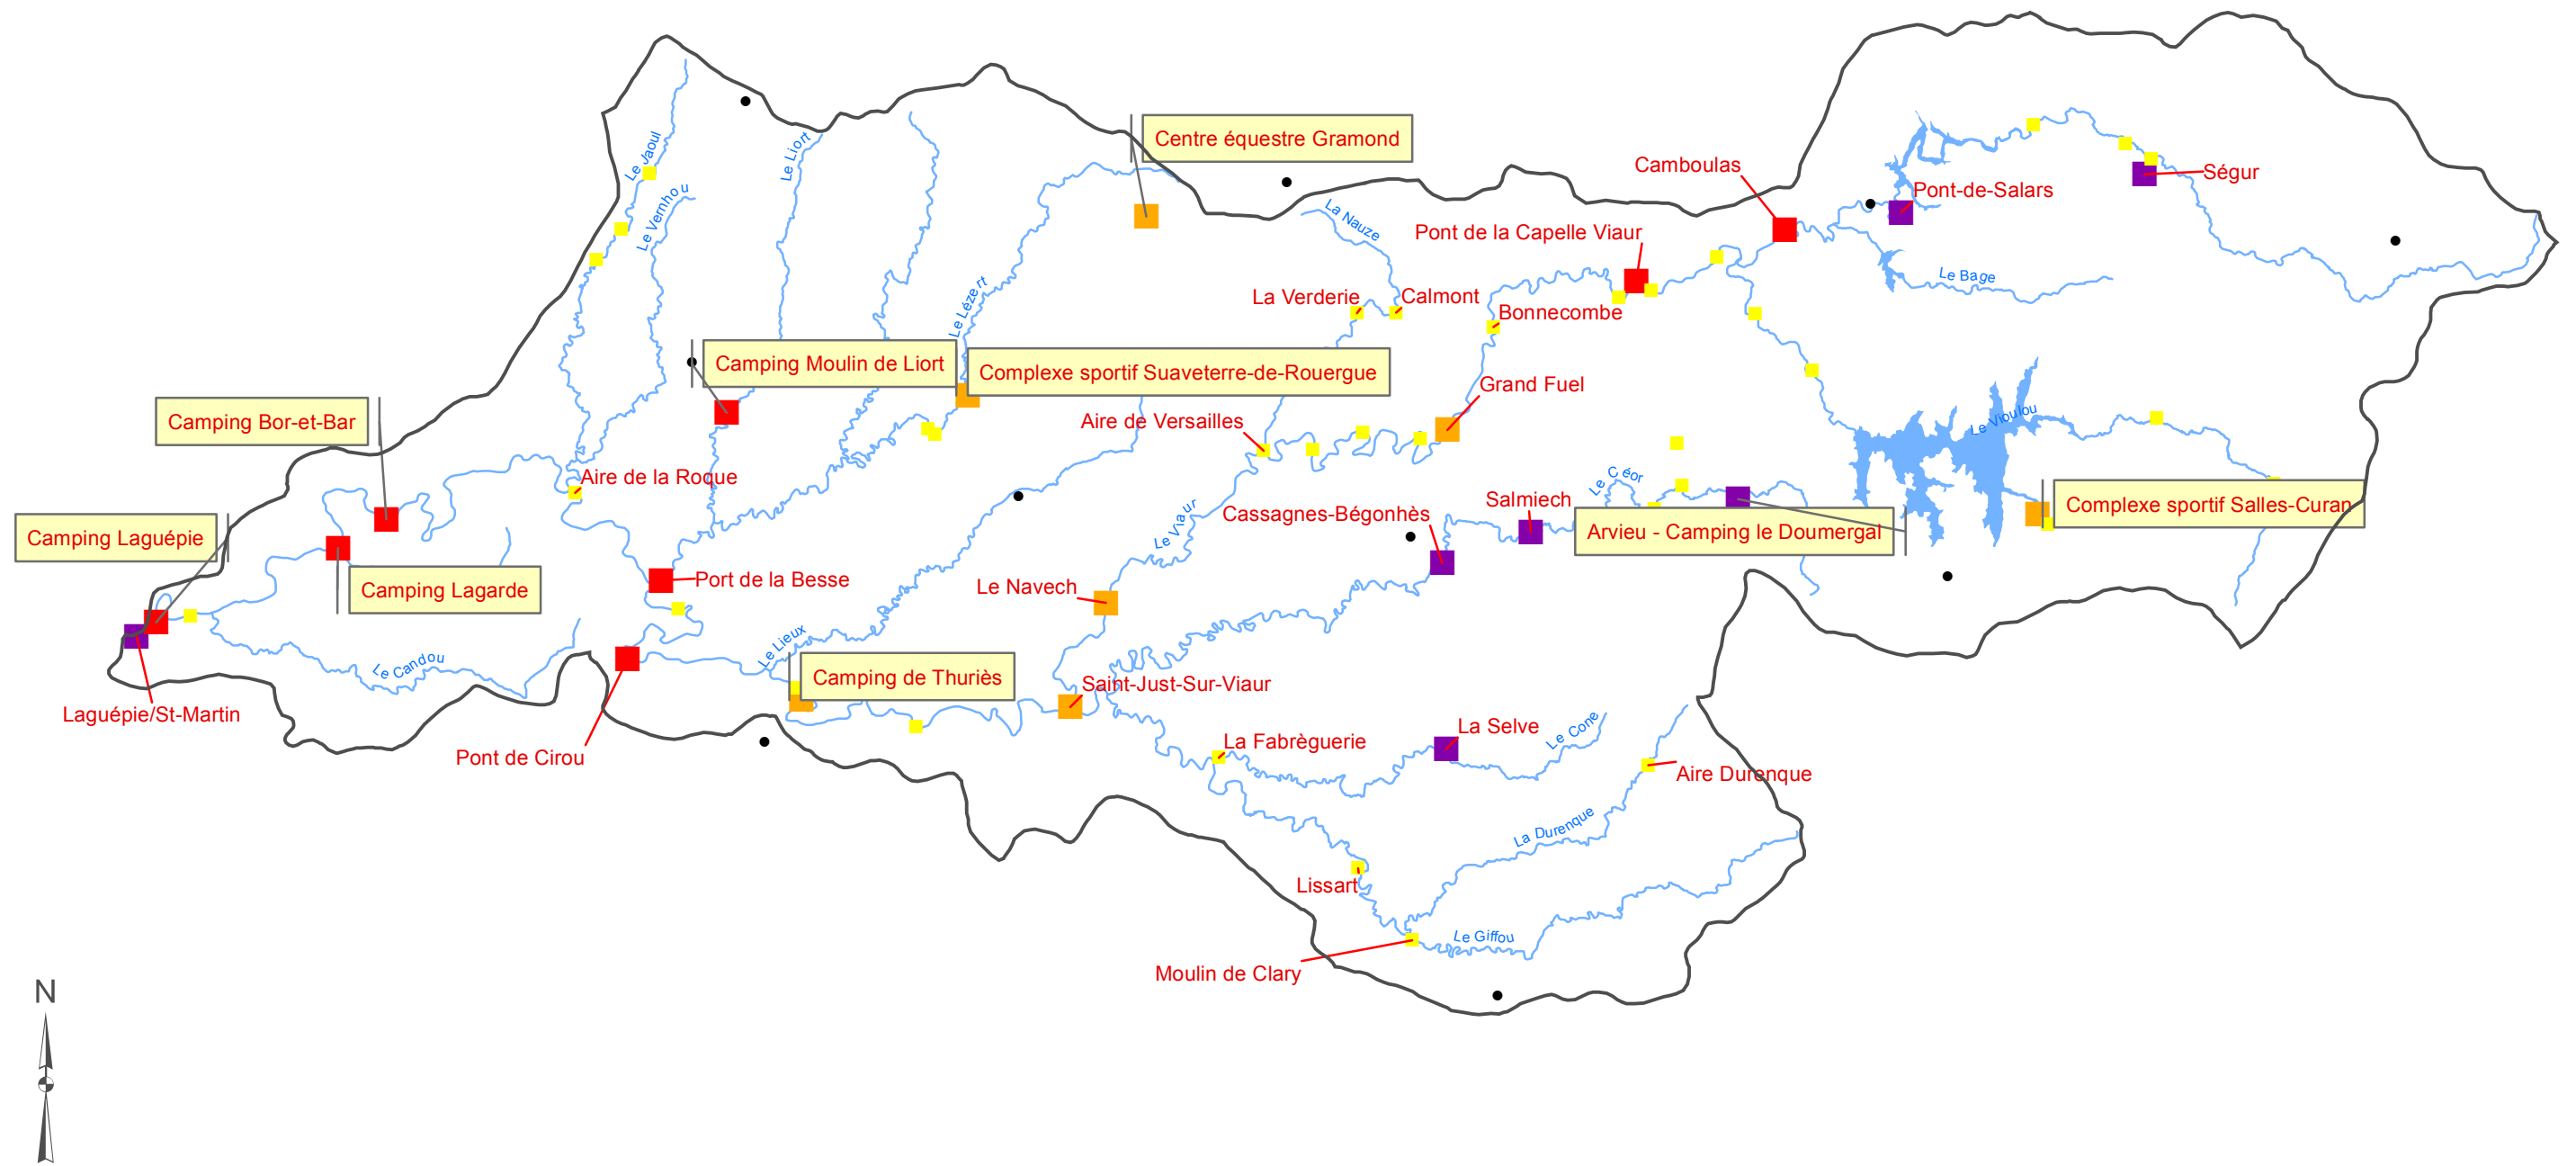 Centre équestre Gramond
Le Jaoul
Le Liort
Camboulas
Ségur
Pont-de-Salars
Le Vernhou
La Nauze
Pont de la Capelle Viaur
Le Bage
La Verderie
Calmont
Bonnecombe
Le Lézert
Camping Moulin de Liort
Complexe sportif Suaveterre-de-Rouergue
Grand Fuel
Camping Bor-et-Bar
Aire de Versailles
Le Vioulou
Aire de la Roque
Le Céor
Salmiech
Complexe sportif Salles-Curan
Cassagnes-Bégonhès
Camping Laguépie
Le Viaur
Arvieu - Camping le Doumergal
Port de la Besse
Le Navech
Camping Lagarde
Le Lieux
Le Candou
Camping de Thuriès
Saint-Just-Sur-Viaur
Laguépie/St-Martin
La Selve
Le Cone
Pont de Cirou
La Fabrèguerie
Aire Durenque
La Durenque
Lissart
Le Giffou
Moulin de Clary
N